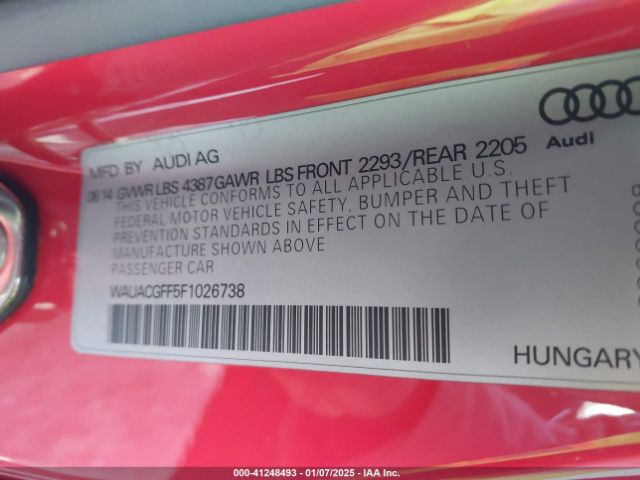 Audi
MFD. BY AUDI AG
06 14 GVWR LBS 4387 GAWR LBS FRONT 2293/REAR 2205
THIS VEHICLE CONFORMS TO ALL APPLICABLE U.S.
FEDERAL MOTOR VEHICLE SAFETY, BUMPER AND THEFT
PREVENTION STANDARDS IN EFFECT ON THE DATE OF
MANUFACTURE SHOWN ABOVE
PASSENGER CAR
WAUACGFF5F1026738
HUNGARY
000-41248493 - 01/07/2025 - IAA Inc.